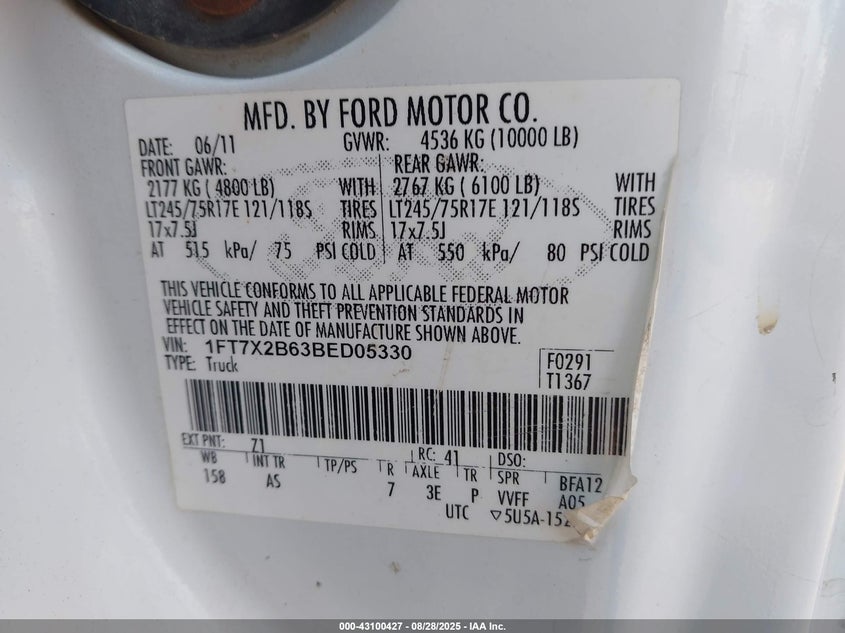 MFD. BY FORD MOTOR CO.
DATE: 06/11 GVWR: 4536 KG (10000 LB)
FRONT GAWR: REAR GAWR:
2177 KG ( 4800 LB) WITH 2767 KG ( 6100 LB) WITH
LT245/75R17E 121/118S TIRES LT245/75R17E 121/118S TIRES
17x7.5J RIMS 17x7.5J RIMS
AT 515 kPa/ 75 PSI COLD AT 550 kPa/ 80 PSI COLD
THIS VEHICLE CONFORMS TO ALL APPLICABLE FEDERAL MOTOR
VEHICLE SAFETY AND THEFT PREVENTION STANDARDS IN
EFFECT ON THE DATE OF MANUFACTURE SHOWN ABOVE.
VIN: 1FT7X2B63BED05330
TYPE: Truck
F0291
T1367
EXT PNT: Z1 RC: 41 DSO:
WB INT TR TP/PS R AXLE TR SPR BFA12
158 AS 7 3E P VVFF A05
UTC ▽5U5A-152
000-43100427 - 08/28/2025 - IAA Inc.